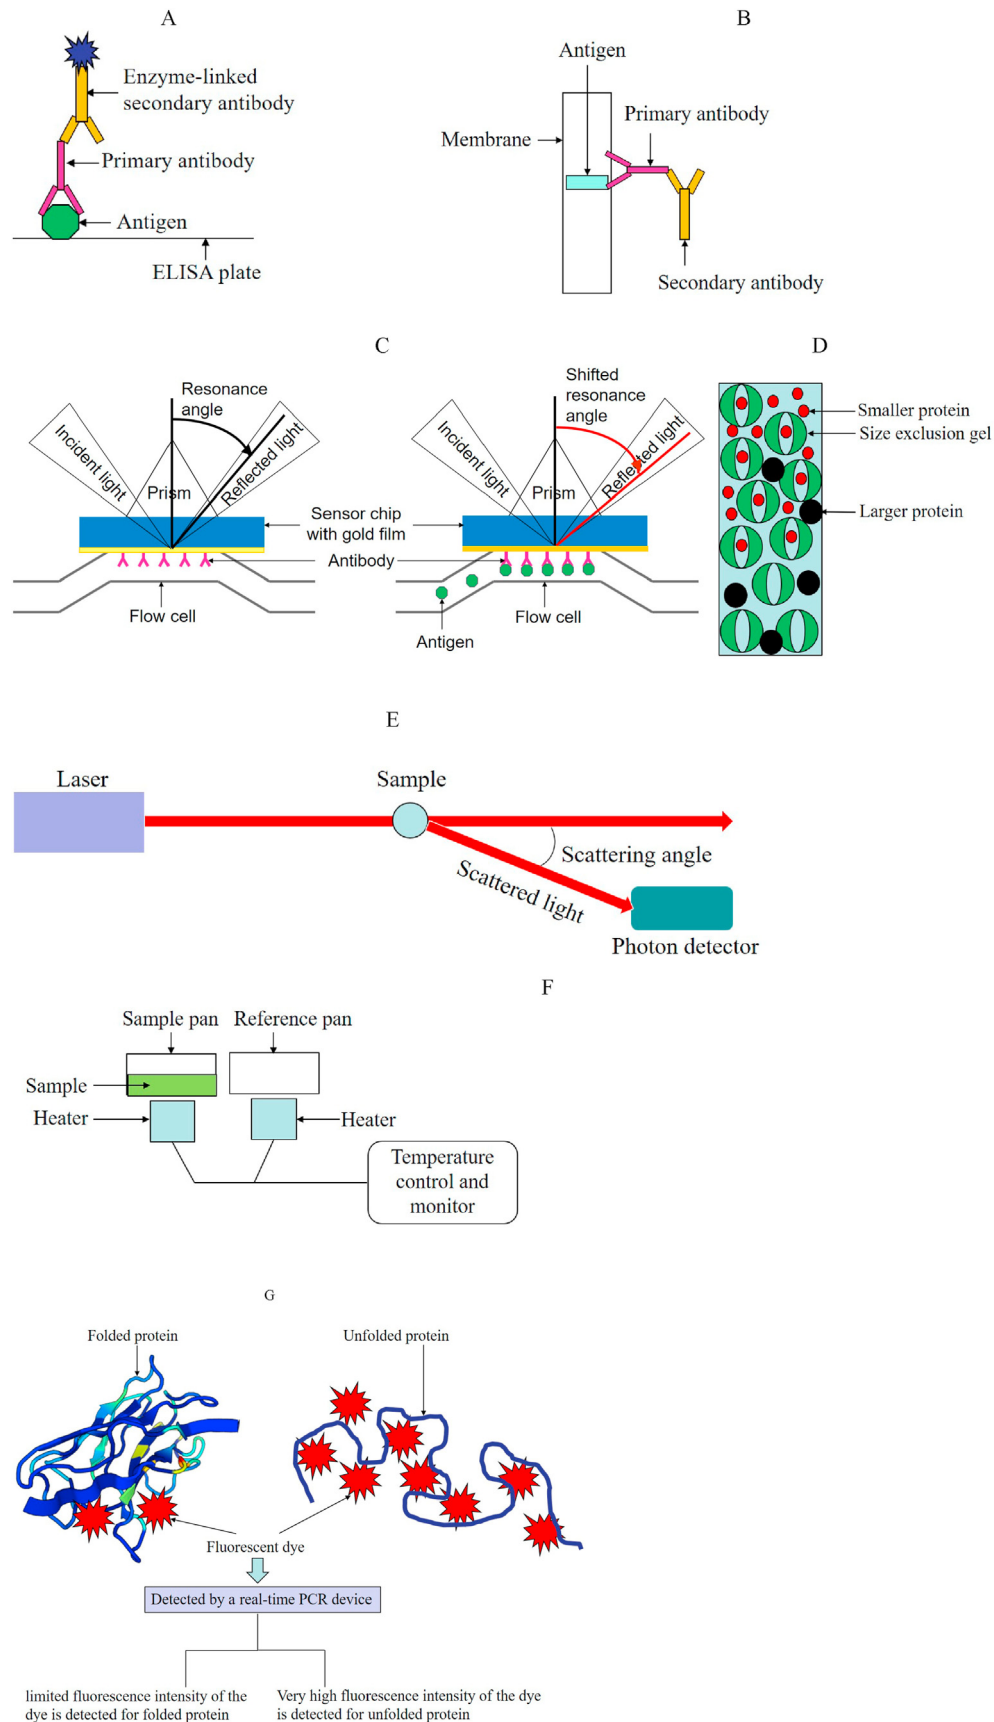 A
Enzyme-linked
secondary antibody
Primary antibody
Antigen
ELISA plate
B
Antigen
Primary antibody
Membrane
Secondary antibody
C
Resonance
angle
Incident light
Prism
Reflected light
Shifted
resonance
angle
Incident light
Prism
Reflected light
Sensor chip
with gold film
Antibody
Flow cell
Flow cell
Antigen
D
Smaller protein
Size exclusion gel
Larger protein
E
Laser
Sample
Scattering angle
Scattered light
Photon detector
F
Sample pan
Reference pan
Sample
Heater
Heater
Temperature
control and
monitor
G
Folded protein
Unfolded protein
Fluorescent dye
Detected by a real-time PCR device
limited fluorescence intensity of the
dye is detected for folded protein
Very high fluorescence intensity of the dye
is detected for unfolded protein